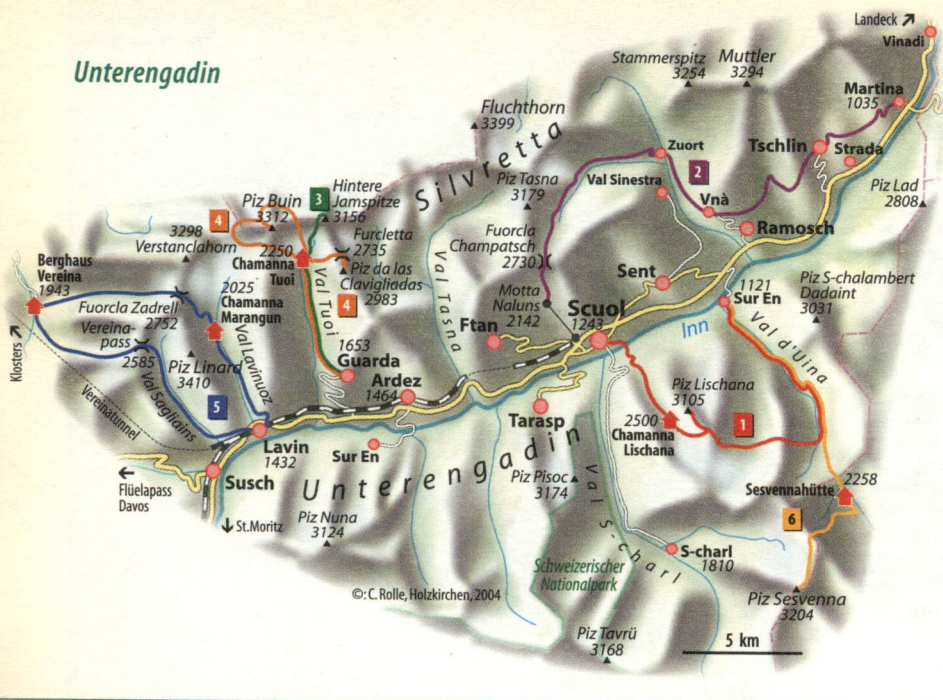 Unterengadin
Landeck
Vinadi
Stammerspitz
3254
Muttler
3294
Martina
1035
Fluchthorn
3399
Silvretta
Zuort
2
Tschlin
Strada
Val Sinestra
Piz Tasna
3179
Vnà
Piz Lad
2808
Ramosch
Piz Buin
3312
3
Hintere
Jamspitze
3156
4
3298
Verstanclahorn
Furcletta
2735
2250
Chamanna
Tuoi
Piz da las
Clavigliadas
2983
4
Fuorcla
Champatsch
2730
Berghaus
Vereina
1943
2025
Chamanna
Marangun
Fuorcla Zadrell
2752
Vereina-
pass
2585
Val Tuoi
Val Tasna
Motta
Naluns
2142
Sent
1121
Sur En
Piz S-chalambert
Dadaint
3031
Scuol
1243
Inn
Val d'Uina
Klosters
Ftan
1653
Guarda
Val Lavinuoz
Piz Linard
3410
Ardez
1464
Piz Lischana
3105
Vereinatunnel
Val Sagliains
5
Tarasp
2500
Chamanna
Lischana
1
Lavin
1432
Sur En
Unterengadin
Susch
Flüelapass
Davos
Piz Pisoc
3174
Val S-charl
Sesvennahütte
2258
6
St.Moritz
Piz Nuna
3124
S-charl
1810
Schweizerischer
Nationalpark
©: C. Rolle, Holzkirchen, 2004
Piz Sesvenna
3204
Piz Tavrü
3168
5 km